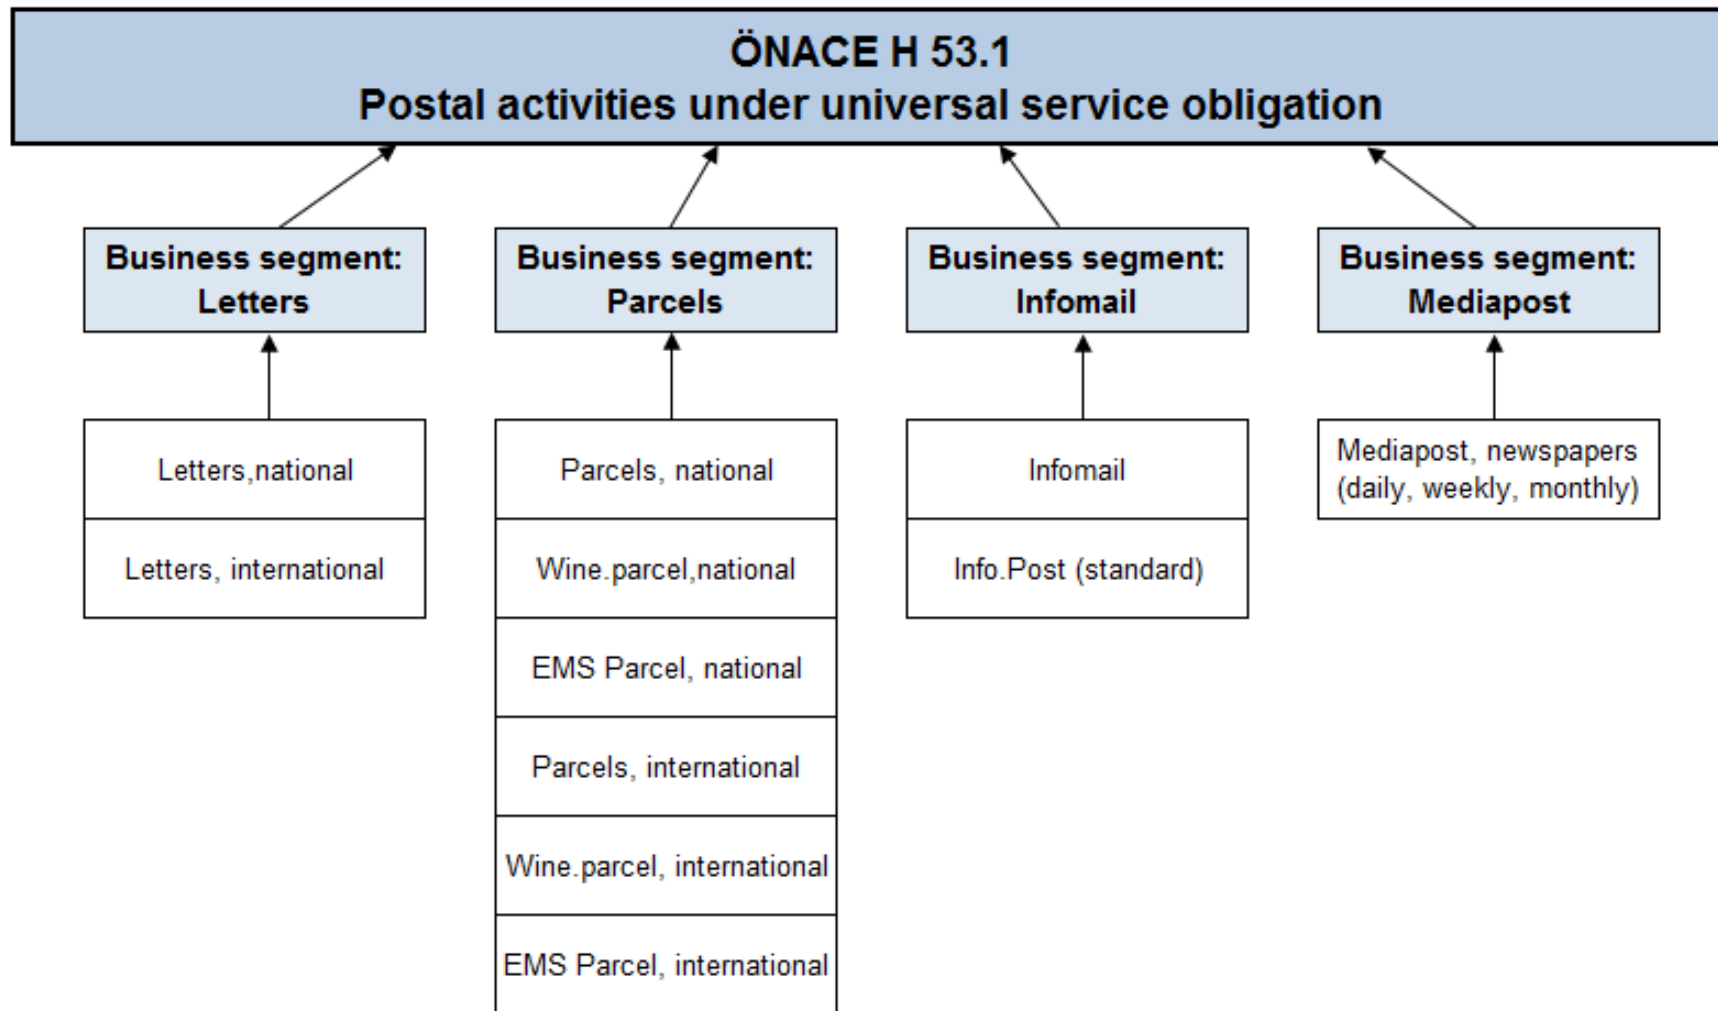 ÖNACE H 53.1
Postal activities under universal service obligation
Business segment:
Letters
Business segment:
Parcels
Business segment:
Infomail
Business segment:
Mediapost
Letters,national
Letters, international
Parcels, national
Wine.parcel,national
EMS Parcel, national
Parcels, international
Wine.parcel, international
EMS Parcel, international
Infomail
Info.Post (standard)
Mediapost, newspapers
(daily, weekly, monthly)